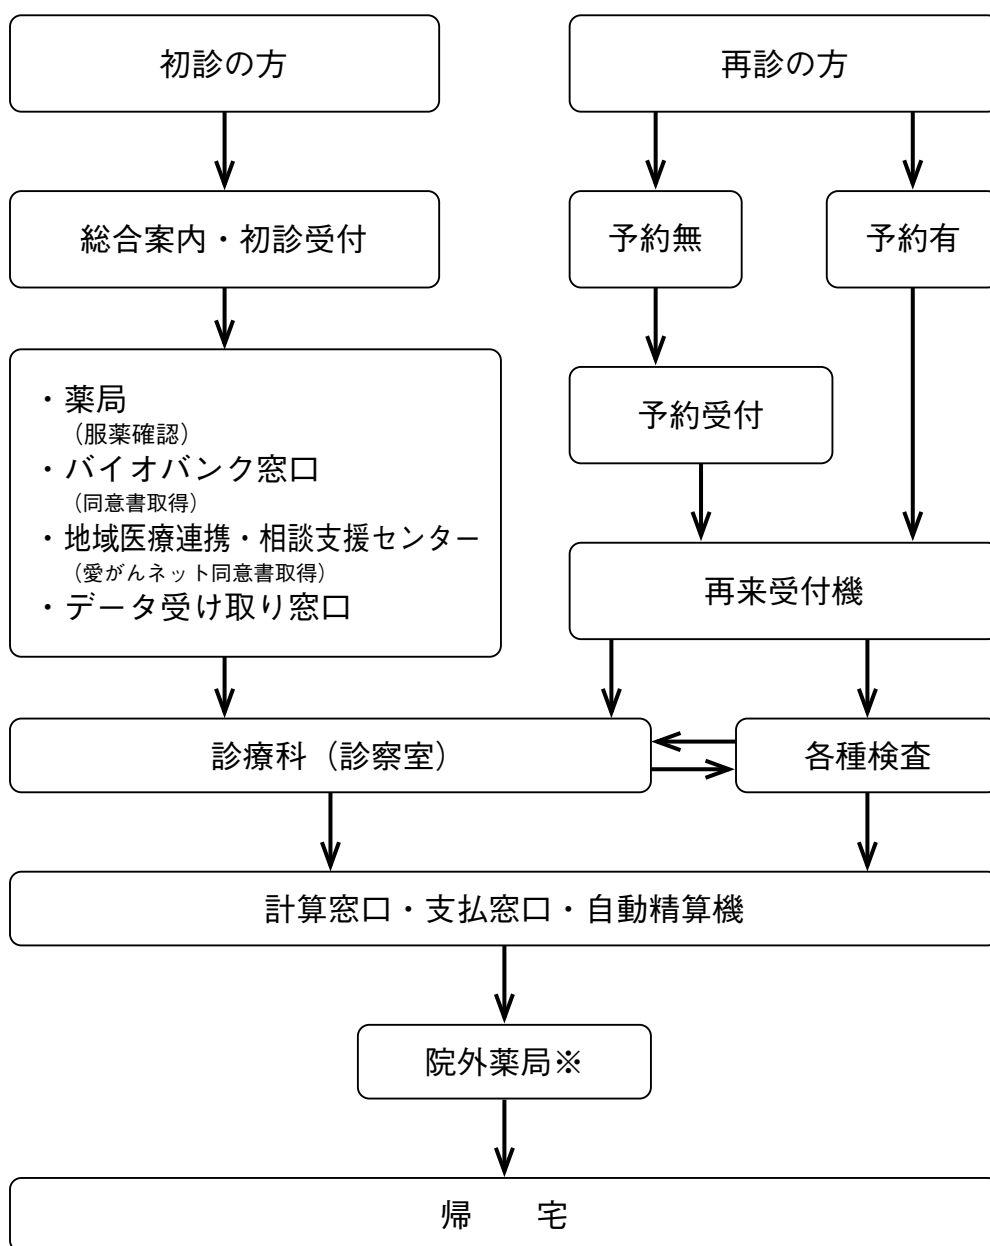 初診の方
再診の方
総合案内・初診受付
予約無
予約有
・薬局
（服薬確認）
・バイオバンク窓口
（同意書取得）
・地域医療連携・相談支援センター
（愛がんネット同意書取得）
・データ受け取り窓口
予約受付
再来受付機
診療科（診察室）
各種検査
計算窓口・支払窓口・自動精算機
院外薬局※
帰　　宅